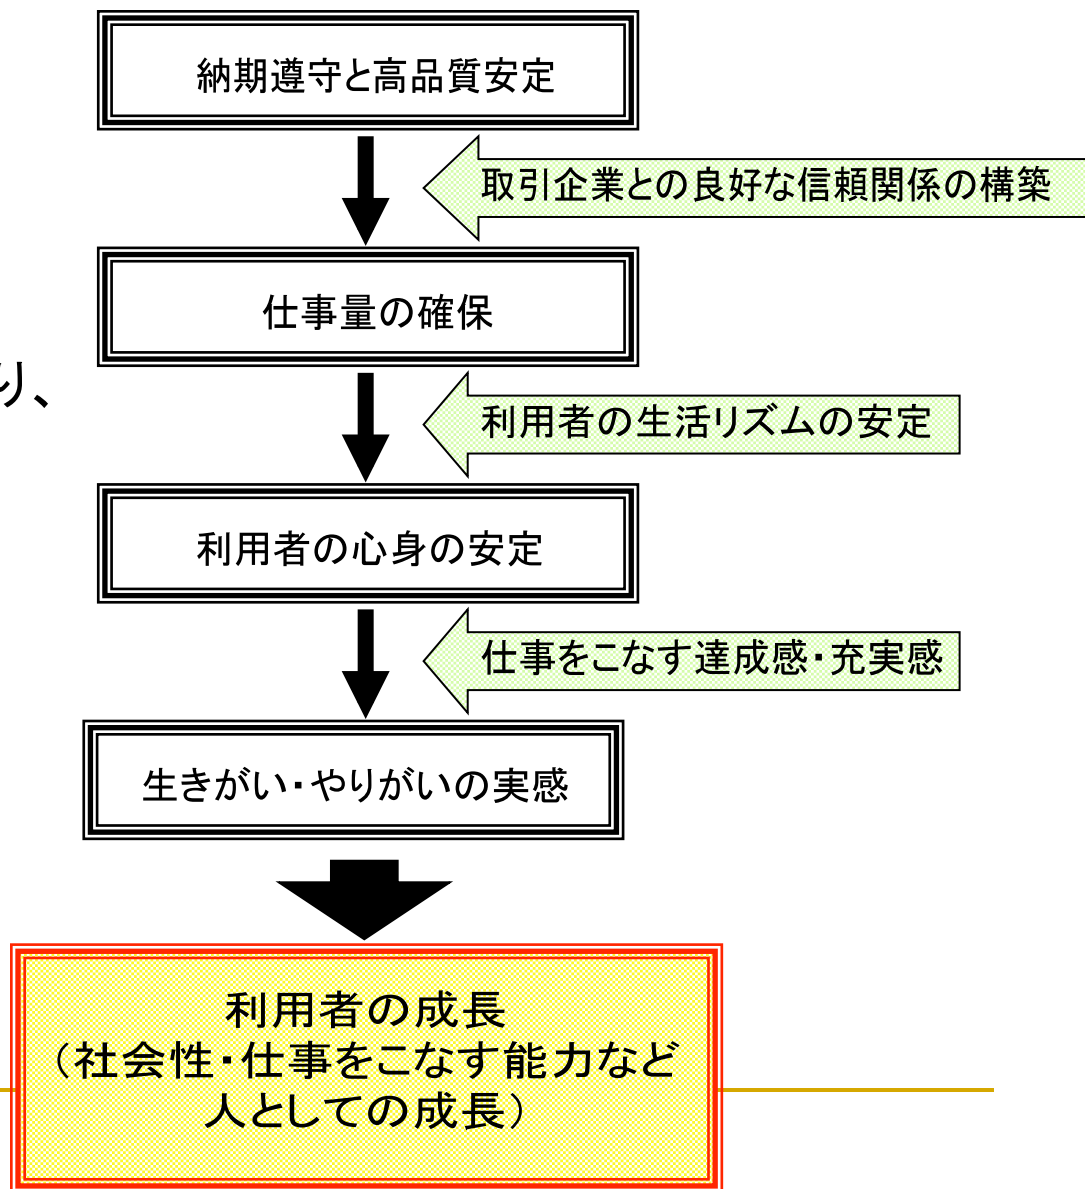 納期遵守と高品質安定
取引企業との良好な信頼関係の構築
仕事量の確保
り、
利用者の生活リズムの安定
利用者の心身の安定
仕事をこなす達成感・充実感
生きがい・やりがいの実感
利用者の成長
（社会性・仕事をこなす能力など
人としての成長）